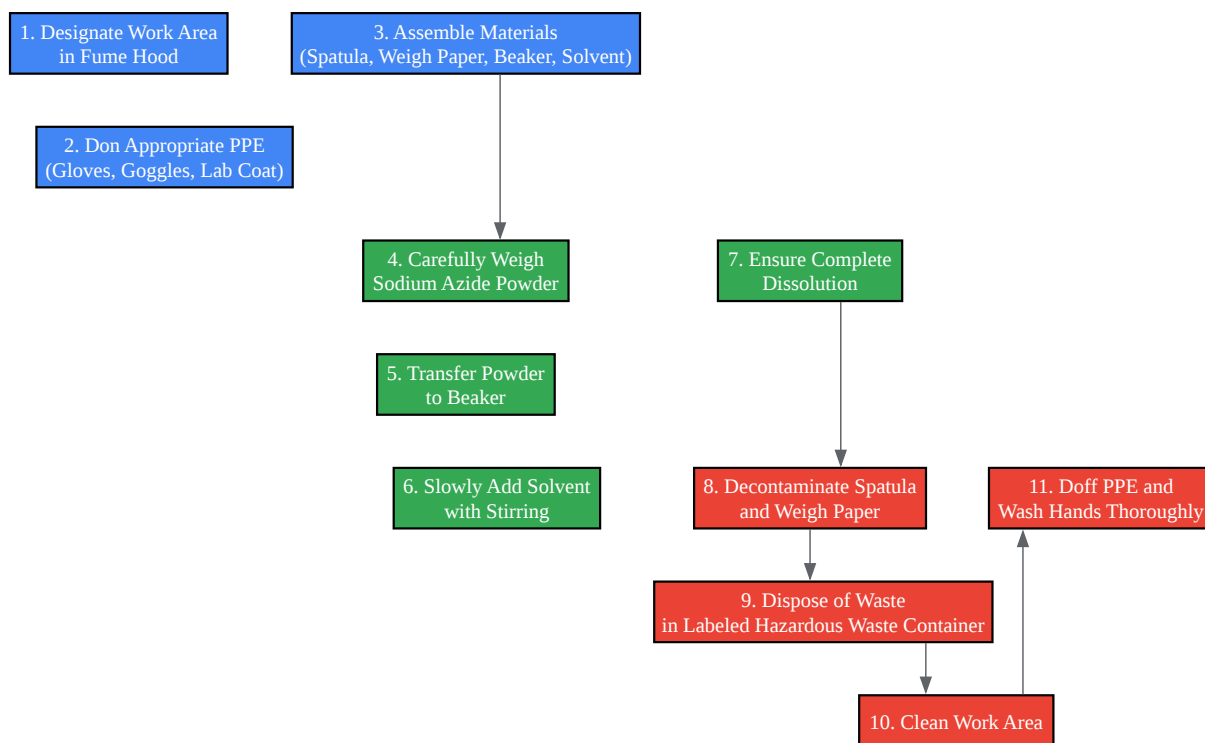 1. Designate Work Area
in Fume Hood
2. Don Appropriate PPE
(Gloves, Goggles, Lab Coat)
3. Assemble Materials
(Spatula, Weigh Paper, Beaker, Solvent)
4. Carefully Weigh
Sodium Azide Powder
5. Transfer Powder
to Beaker
6. Slowly Add Solvent
with Stirring
7. Ensure Complete
Dissolution
8. Decontaminate Spatula
and Weigh Paper
9. Dispose of Waste
in Labeled Hazardous Waste Container
10. Clean Work Area
11. Doff PPE and
Wash Hands Thoroughly